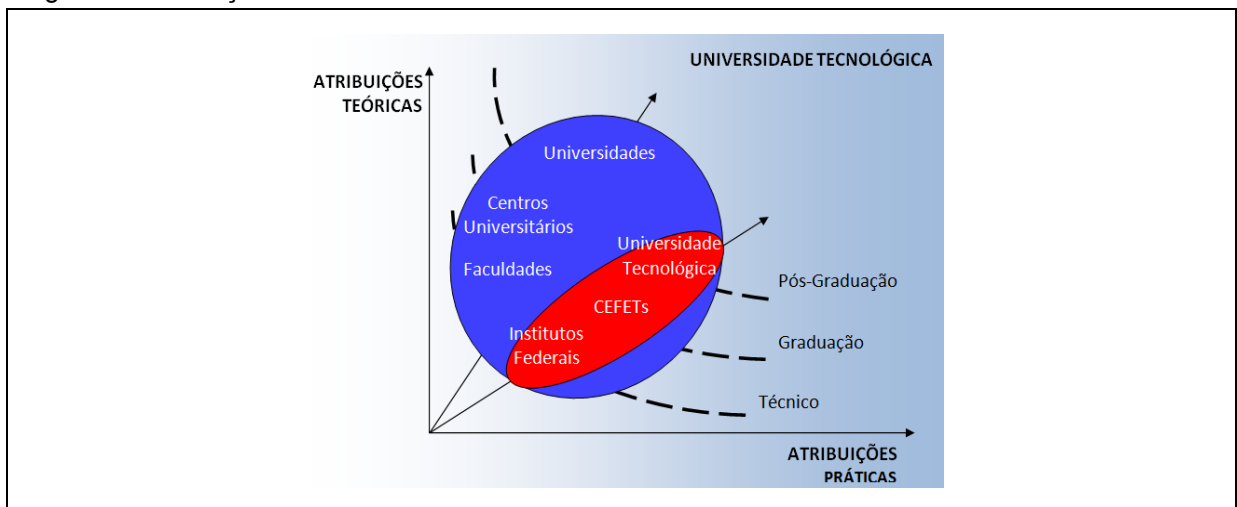 UNIVERSIDADE TECNOLÓGICA
ATRIBUIÇÕES
TEÓRICAS
Universidades
Centros
Universitários
Universidade
Tecnológica
Faculdades
Pós-Graduação
CEFETs
Institutos
Federais
Graduação
Técnico
ATRIBUIÇÕES
PRÁTICAS